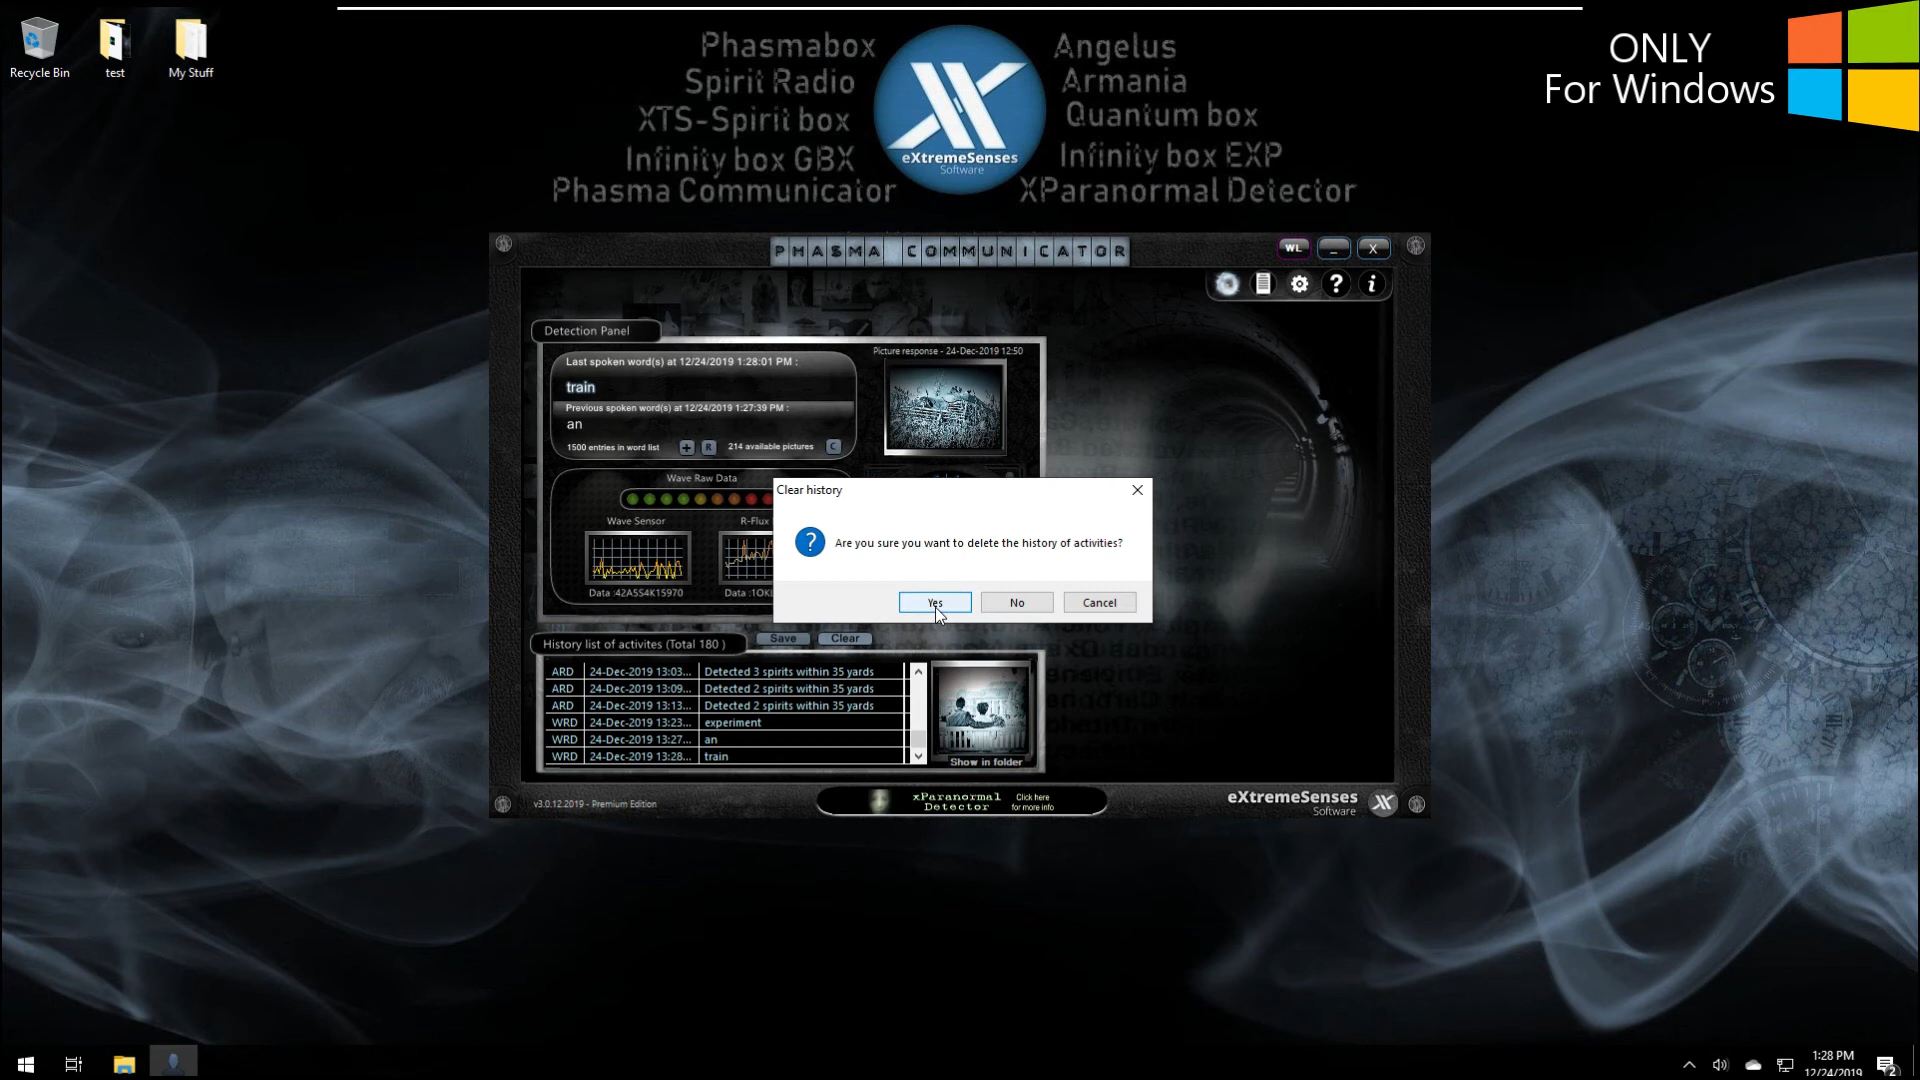 Recycle Bin
test
My Stuff
Phasmabox
Spirit Radio
XTS-Spirit box
Infinity box GBX
Phasma Communicator
eXtremeSenses
Software
Angelus
Armania
Quantum box
Infinity box EXP
XParanormal Detector
ONLY
For Windows
PHASMA COMMUNICATOR
WL
_
X
?
i
Detection Panel
Last spoken word(s) at 12/24/2019 1:28:01 PM :
train
Previous spoken word(s) at 12/24/2019 1:27:39 PM :
an
1500 entries in word list
+
R
214 available pictures
C
Picture response - 24-Dec-2019 12:50
Wave Raw Data
Wave Sensor
R-Flux
Data :42A5S4K15970
Clear history
?
Are you sure you want to delete the history of activities?
Yes
No
Cancel
History list of activites (Total 180 )
Save
Clear
ARD 24-Dec-2019 13:03... Detected 3 spirits within 35 yards
ARD 24-Dec-2019 13:09... Detected 2 spirits within 35 yards
ARD 24-Dec-2019 13:13... Detected 2 spirits within 35 yards
WRD 24-Dec-2019 13:23... experiment
WRD 24-Dec-2019 13:27... an
WRD 24-Dec-2019 13:28... train
Show in folder
v3.0.12.2019 - Premium Edition
xParanormal
Detector
Click here
for more info
eXtremeSenses
Software
1:28 PM
12/24/2019
2